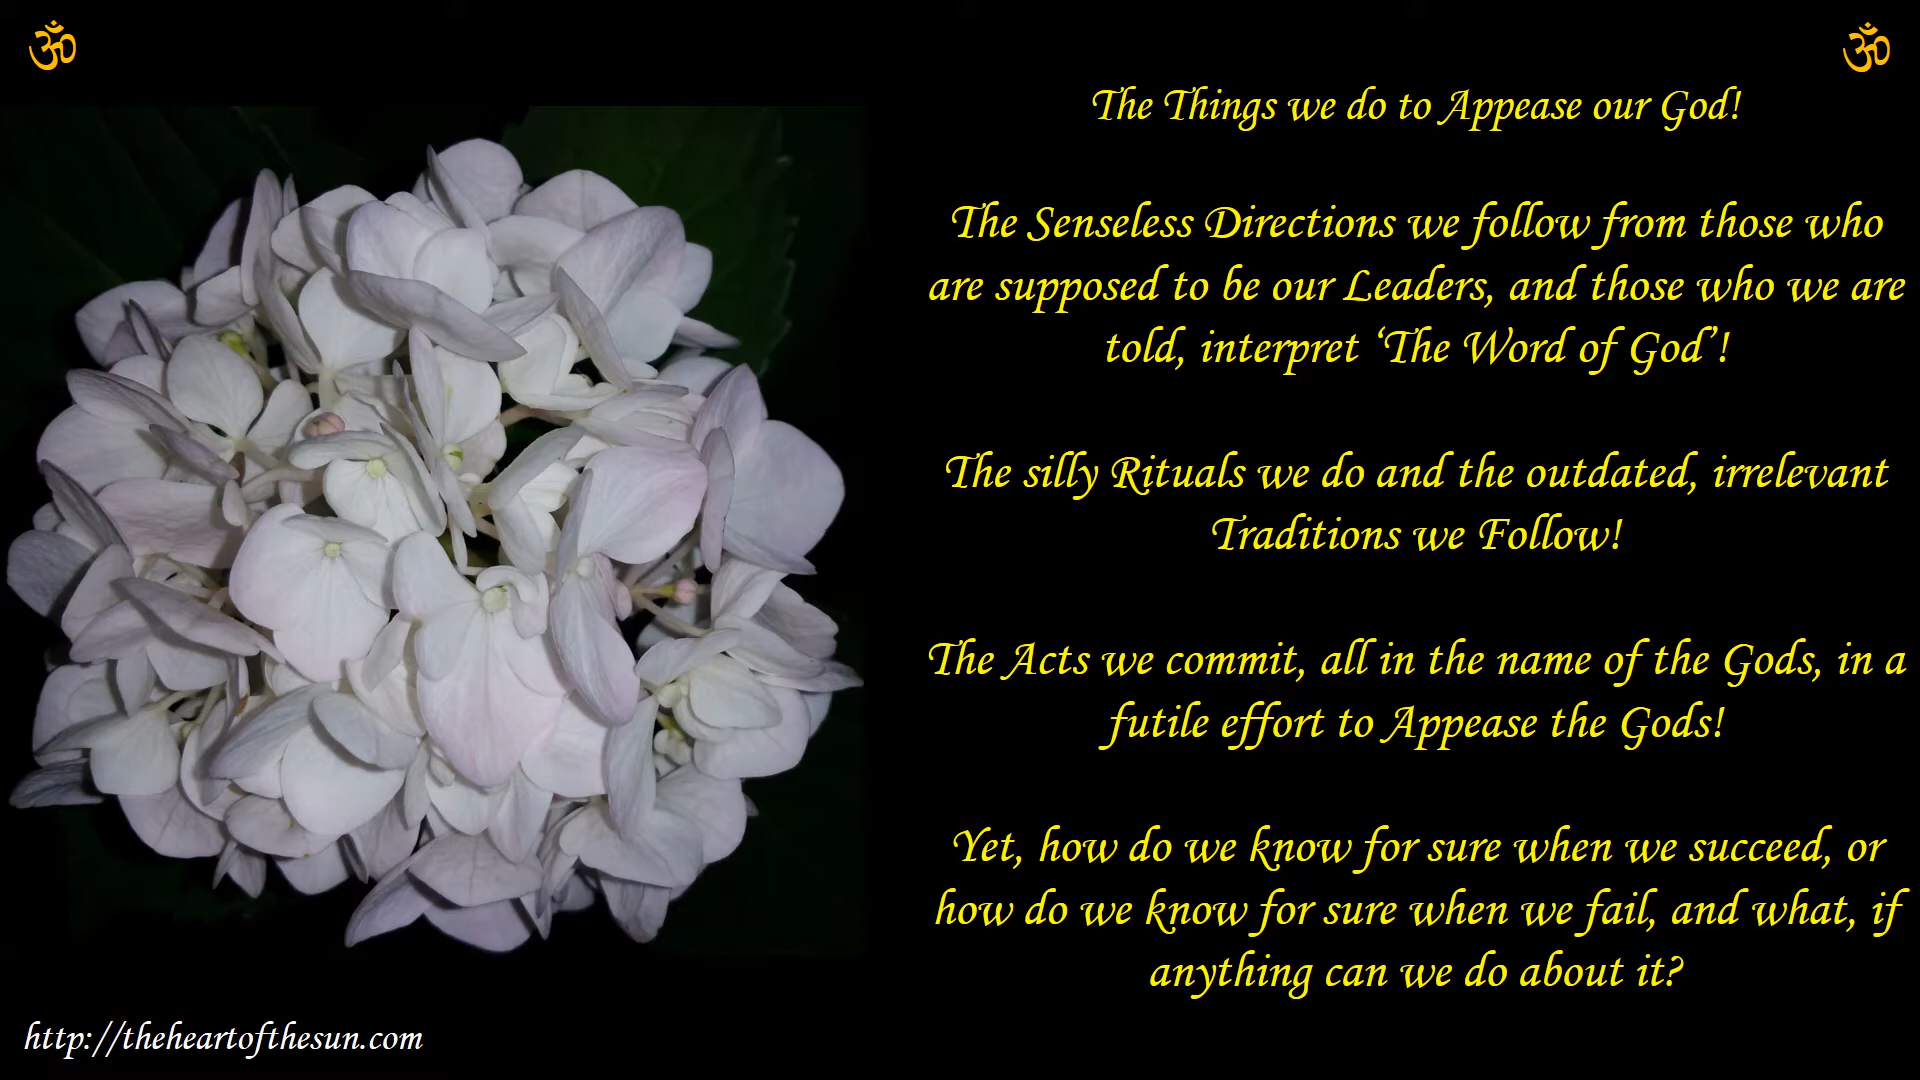 ॐ
ॐ
The Things we do to Appease our God!
The Senseless Directions we follow from those who
are supposed to be our Leaders, and those who we are
told, interpret ‘The Word of God’!
The silly Rituals we do and the outdated, irrelevant
Traditions we Follow!
The Acts we commit, all in the name of the Gods, in a
futile effort to Appease the Gods!
Yet, how do we know for sure when we succeed, or
how do we know for sure when we fail, and what, if
anything can we do about it?
http://theheartofthesun.com